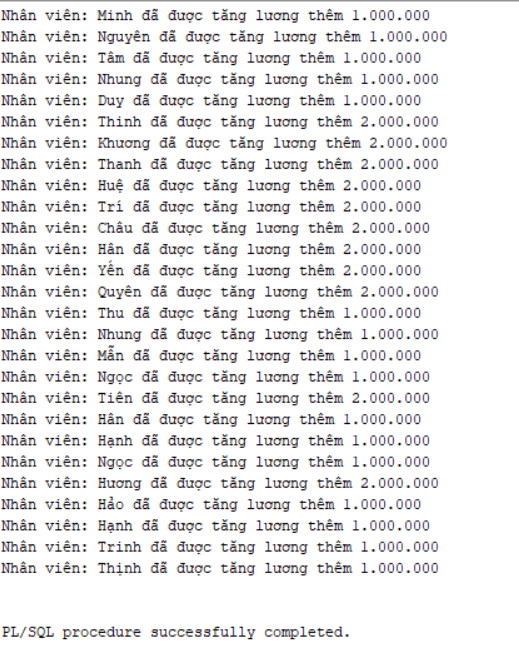 Nhân viên: Minh đã được tăng lương thêm 1.000.000
Nhân viên: Nguyên đã được tăng lương thêm 1.000.000
Nhân viên: Tâm đã được tăng lương thêm 1.000.000
Nhân viên: Nhung đã được tăng lương thêm 1.000.000
Nhân viên: Duy đã được tăng lương thêm 1.000.000
Nhân viên: Thinh đã được tăng lương thêm 2.000.000
Nhân viên: Khương đã được tăng lương thêm 2.000.000
Nhân viên: Thanh đã được tăng lương thêm 2.000.000
Nhân viên: Huệ đã được tăng lương thêm 2.000.000
Nhân viên: Trí đã được tăng lương thêm 2.000.000
Nhân viên: Châu đã được tăng lương thêm 2.000.000
Nhân viên: Hân đã được tăng lương thêm 2.000.000
Nhân viên: Yến đã được tăng lương thêm 2.000.000
Nhân viên: Quyên đã được tăng lương thêm 2.000.000
Nhân viên: Thu đã được tăng lương thêm 1.000.000
Nhân viên: Nhung đã được tăng lương thêm 1.000.000
Nhân viên: Mẫn đã được tăng lương thêm 1.000.000
Nhân viên: Ngọc đã được tăng lương thêm 1.000.000
Nhân viên: Tiên đã được tăng lương thêm 2.000.000
Nhân viên: Hân đã được tăng lương thêm 1.000.000
Nhân viên: Hạnh đã được tăng lương thêm 1.000.000
Nhân viên: Ngọc đã được tăng lương thêm 1.000.000
Nhân viên: Hương đã được tăng lương thêm 2.000.000
Nhân viên: Hảo đã được tăng lương thêm 1.000.000
Nhân viên: Hạnh đã được tăng lương thêm 1.000.000
Nhân viên: Trinh đã được tăng lương thêm 1.000.000
Nhân viên: Thịnh đã được tăng lương thêm 1.000.000
PL/SQL procedure successfully completed.